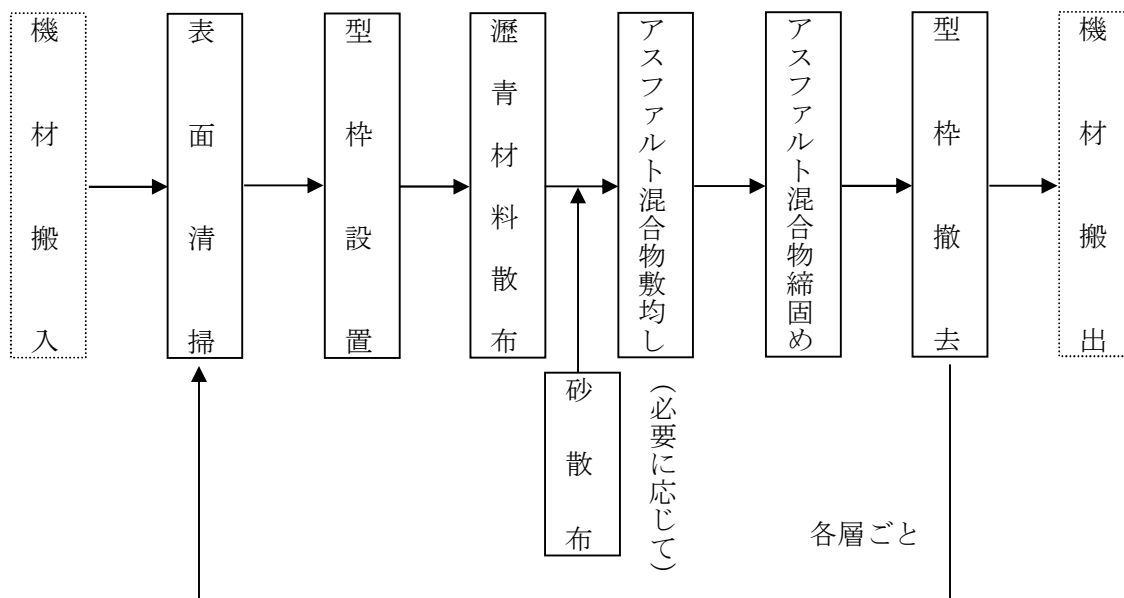 機材搬入
表面清掃
型枠設置
瀝青材料散布
アスファルト混合物敷均し
アスファルト混合物締固め
型枠撤去
機材搬出
砂散布
（必要に応じて）
各層ごと